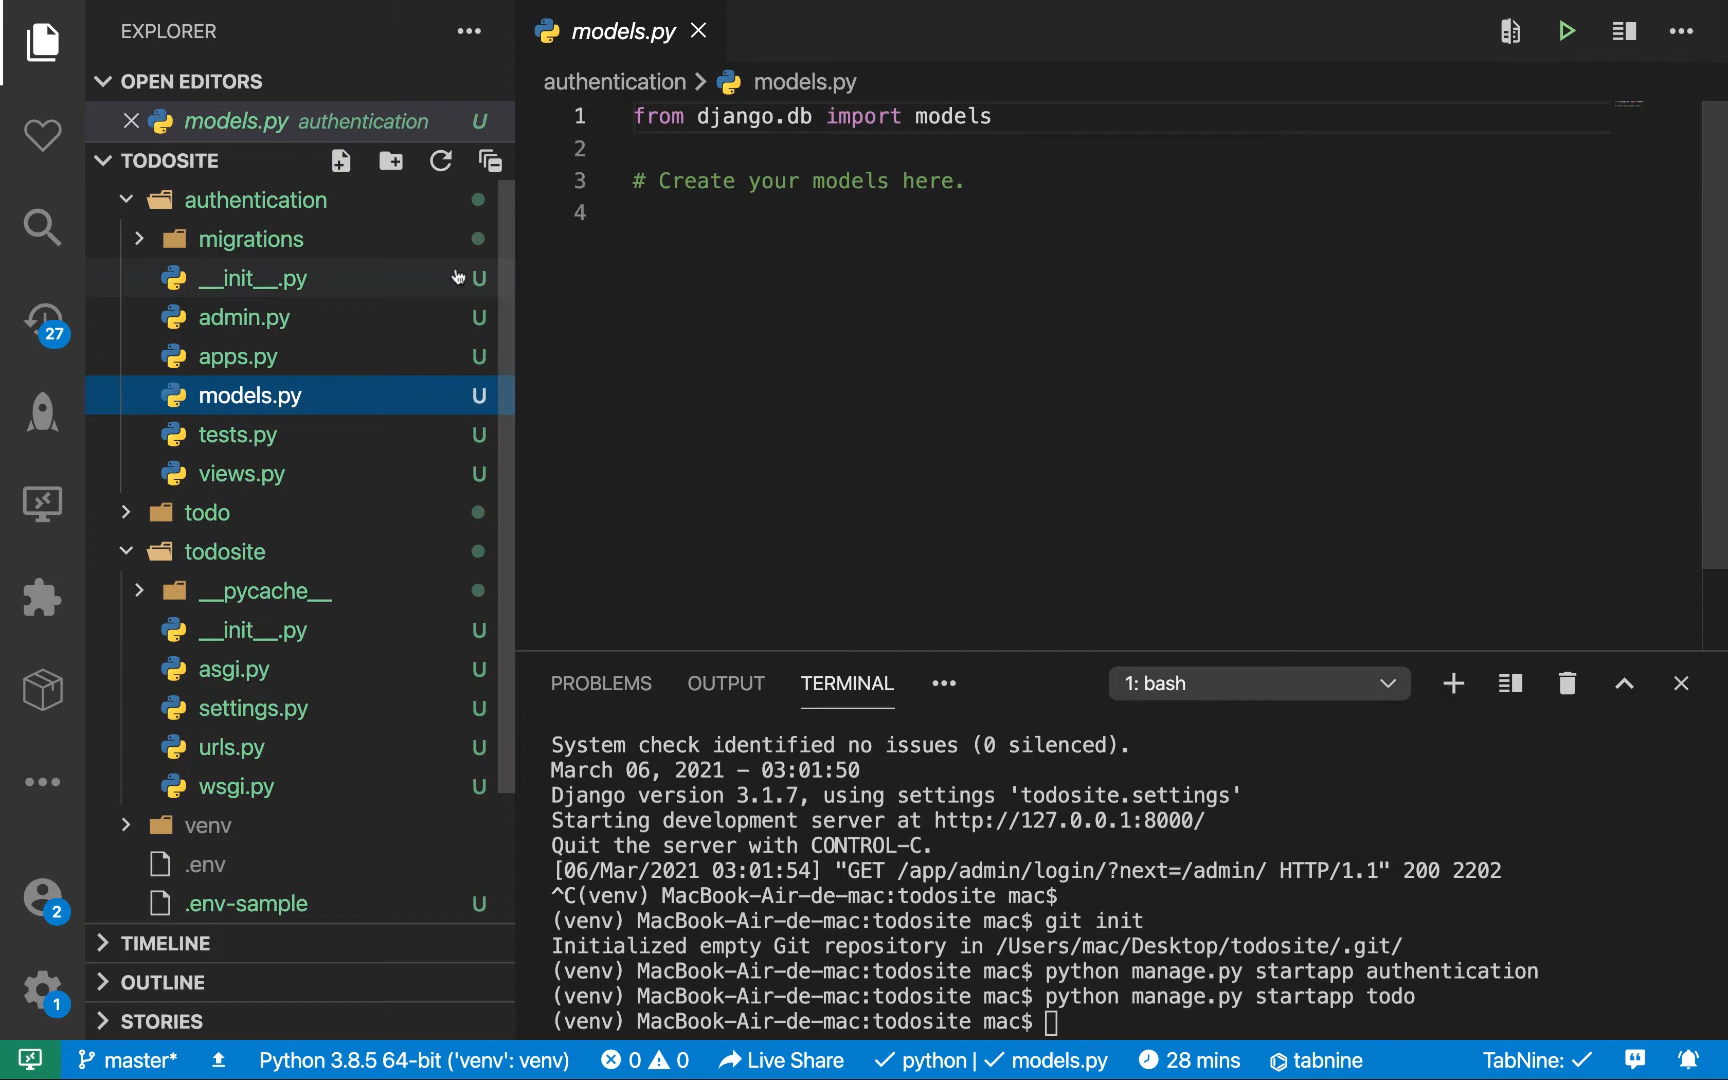 EXPLORER
models.py
OPEN EDITORS
models.py authentication U
authentication > models.py
TODOSITE
authentication
migrations
__init__.py U
admin.py U
apps.py U
models.py U
tests.py U
views.py U
todo
todosite
__pycache__
__init__.py U
asgi.py U
settings.py U
urls.py U
wsgi.py U
venv
.env
.env-sample U
TIMELINE
OUTLINE
STORIES
27
2
1
1 from django.db import models
2
3 # Create your models here.
4
PROBLEMS OUTPUT TERMINAL 1: bash
System check identified no issues (0 silenced).
March 06, 2021 - 03:01:50
Django version 3.1.7, using settings 'todosite.settings'
Starting development server at http://127.0.0.1:8000/
Quit the server with CONTROL-C.
[06/Mar/2021 03:01:54] "GET /app/admin/login/?next=/admin/ HTTP/1.1" 200 2202
^C(venv) MacBook-Air-de-mac:todosite mac$
(venv) MacBook-Air-de-mac:todosite mac$ git init
Initialized empty Git repository in /Users/mac/Desktop/todosite/.git/
(venv) MacBook-Air-de-mac:todosite mac$ python manage.py startapp authentication
(venv) MacBook-Air-de-mac:todosite mac$ python manage.py startapp todo
(venv) MacBook-Air-de-mac:todosite mac$
master* Python 3.8.5 64-bit ('venv': venv) 0 0 Live Share python | models.py 28 mins tabnine TabNine: